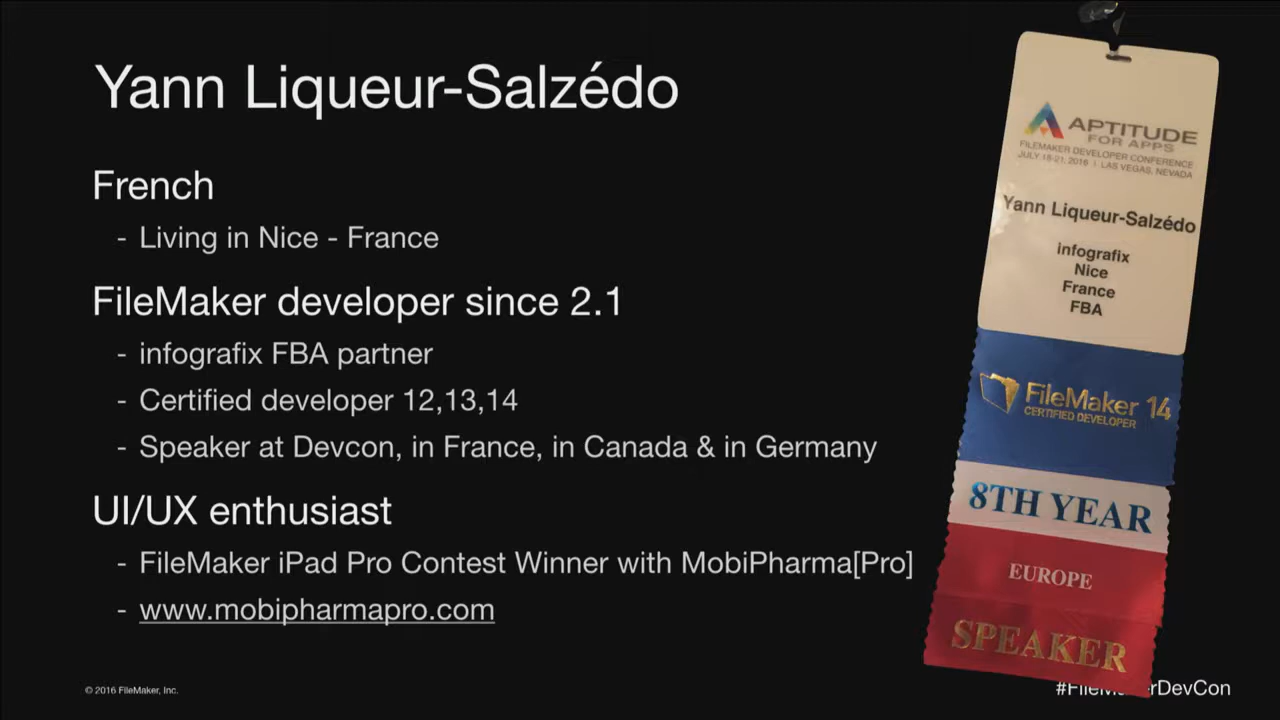 Yann Liqueur-Salzédo
French
- Living in Nice - France
FileMaker developer since 2.1
- infografix FBA partner
- Certified developer 12,13,14
- Speaker at Devcon, in France, in Canada & in Germany
UI/UX enthusiast
- FileMaker iPad Pro Contest Winner with MobiPharma[Pro]
- www.mobipharmapro.com
APTITUDE
FOR APPS
FILEMAKER DEVELOPER CONFERENCE
JULY 18-21, 2016 | LAS VEGAS, NEVADA
Yann Liqueur-Salzédo
infografix
Nice
France
FBA
FileMaker 14
CERTIFIED DEVELOPER
8TH YEAR
EUROPE
SPEAKER
© 2016 FileMaker, Inc.